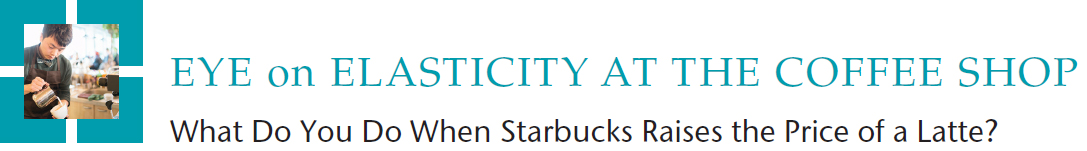 EYE on ELASTICITY AT THE COFFEE SHOP
What Do You Do When Starbucks Raises the Price of a Latte?